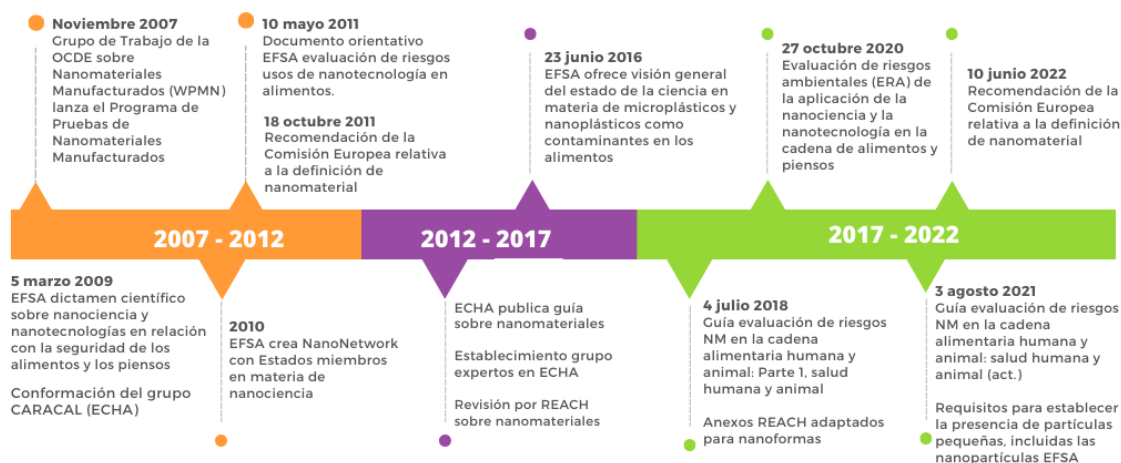 Noviembre 2007
Grupo de Trabajo de la
OCDE sobre
Nanomateriales
Manufacturados (WPMN)
lanza el Programa de
Pruebas de
Nanomateriales
Manufacturados
10 mayo 2011
Documento orientativo
EFSA evaluación de riesgos
usos de nanotecnología en
alimentos.
18 octubre 2011
Recomendación de la
Comisión Europea relativa
a la definición de
nanomaterial
23 junio 2016
EFSA ofrece visión general
del estado de la ciencia en
materia de microplásticos y
nanoplásticos como
contaminantes en los
alimentos
27 octubre 2020
Evaluación de riesgos
ambientales (ERA) de
la aplicación de la
nanociencia y la
nanotecnología en la
cadena de alimentos y
piensos
10 junio 2022
Recomendación de la
Comisión Europea
relativa a la definición
de nanomaterial
2007 - 2012
2012 - 2017
2017 - 2022
5 marzo 2009
EFSA dictamen científico
sobre nanociencia y
nanotecnologías en relación
con la seguridad de los
alimentos y los piensos
Conformación del grupo
CARACAL (ECHA)
2010
EFSA crea NanoNetwork
con Estados miembros
en materia de
nanociencia
ECHA publica guía
sobre nanomateriales
Establecimiento grupo
expertos en ECHA
Revisión por REACH
sobre nanomateriales
4 julio 2018
Guía evaluación de riesgos
NM en la cadena
alimentaria humana y
animal: Parte 1, salud
humana y animal
Anexos REACH adaptados
para nanoformas
3 agosto 2021
Guía evaluación de riesgos
NM en la cadena
alimentaria humana y
animal: salud humana y
animal (act.)
Requisitos para establecer
la presencia de partículas
pequeñas, incluidas las
nanopartículas EFSA